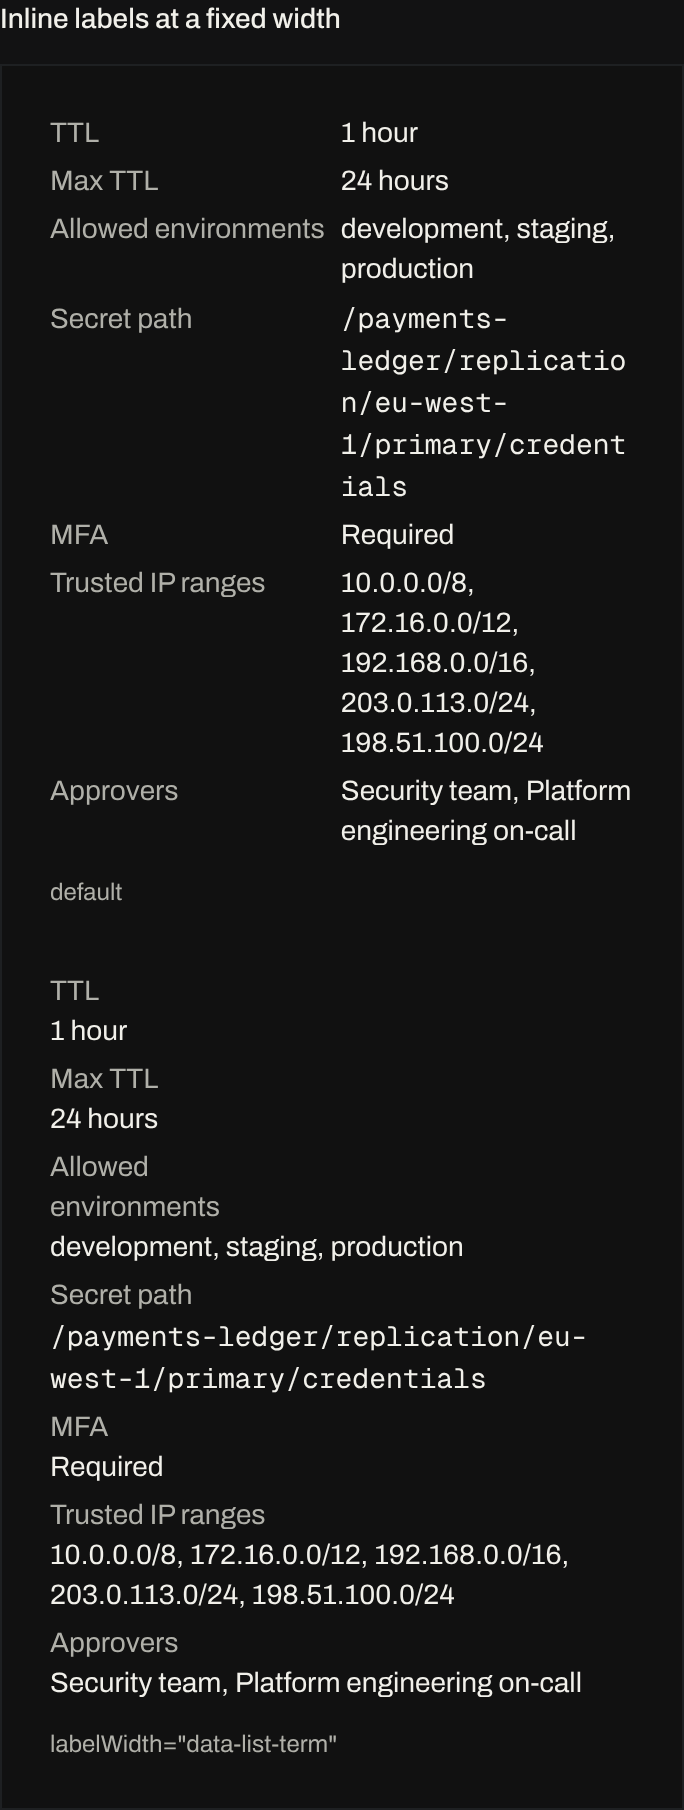 Inline labels at a fixed width
TTL 1 hour
Max TTL 24 hours
Allowed environments development, staging,
production
Secret path /payments-
ledger/replicatio
n/eu-west-
1/primary/credent
ials
MFA Required
Trusted IP ranges 10.0.0.0/8,
172.16.0.0/12,
192.168.0.0/16,
203.0.113.0/24,
198.51.100.0/24
Approvers Security team, Platform
engineering on-call
default
TTL
1 hour
Max TTL
24 hours
Allowed
environments
development, staging, production
Secret path
/payments-ledger/replication/eu-
west-1/primary/credentials
MFA
Required
Trusted IP ranges
10.0.0.0/8, 172.16.0.0/12, 192.168.0.0/16,
203.0.113.0/24, 198.51.100.0/24
Approvers
Security team, Platform engineering on-call
labelWidth="data-list-term"